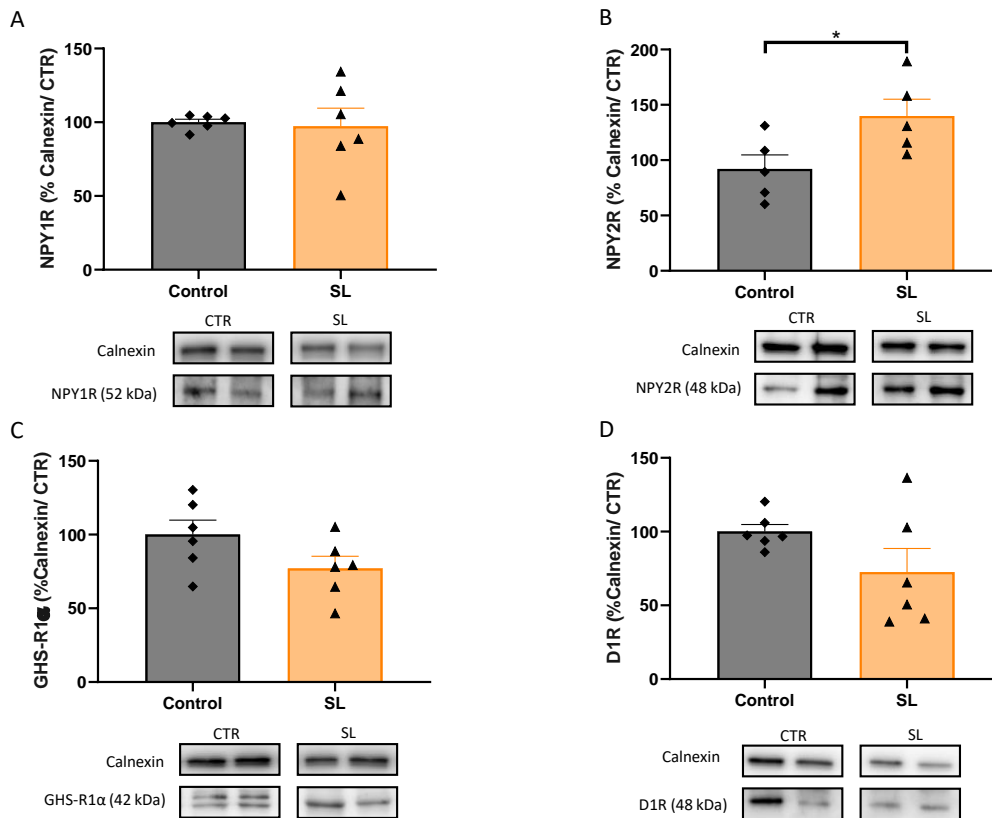 A
NPY1R (% Calnexin/ CTR)
150
100
50
0
Control
SL
CTR
SL
Calnexin
NPY1R (52 kDa)
B
*
NPY2R (% Calnexin/ CTR)
200
150
100
50
0
Control
SL
CTR
SL
Calnexin
NPY2R (48 kDa)
C
GHS-R1α (%Calnexin/ CTR)
150
100
50
0
Control
SL
CTR
SL
Calnexin
GHS-R1α (42 kDa)
D
D1R (%Calnexin/ CTR)
150
100
50
0
Control
SL
CTR
SL
Calnexin
D1R (48 kDa)